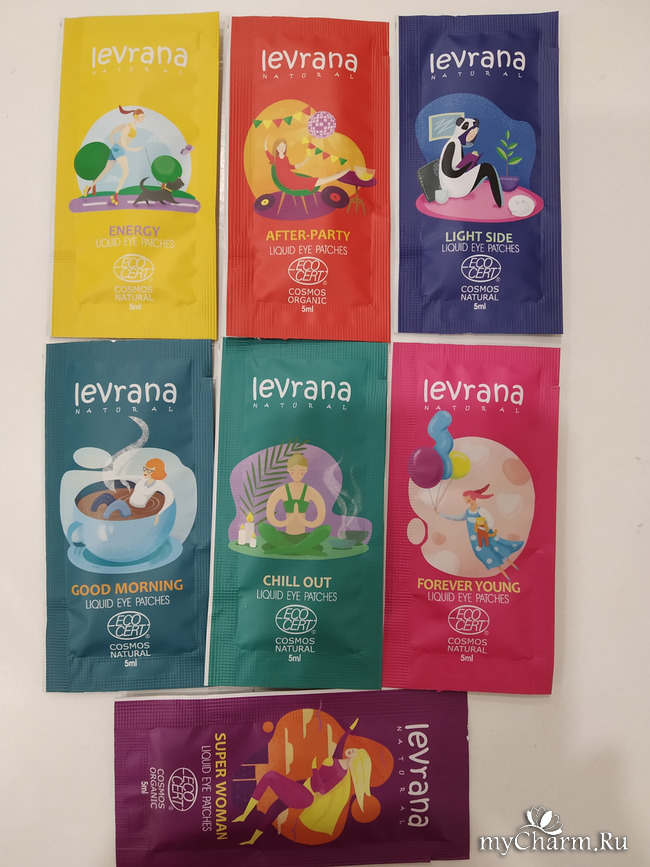 levrana
NATURAL
ENERGY
LIQUID EYE PATCHES
ECO
CERT®
COSMOS
NATURAL
5ml
levrana
NATURAL
AFTER-PARTY
LIQUID EYE PATCHES
ECO
CERT®
COSMOS
ORGANIC
5ml
levrana
NATURAL
LIGHT SIDE
LIQUID EYE PATCHES
ECO
CERT®
COSMOS
NATURAL
5ml
levrana
NATURAL
GOOD MORNING
LIQUID EYE PATCHES
ECO
CERT®
COSMOS
NATURAL
5ml
levrana
NATURAL
CHILL OUT
LIQUID EYE PATCHES
ECO
CERT®
COSMOS
NATURAL
5ml
levrana
NATURAL
FOREVER YOUNG
LIQUID EYE PATCHES
ECO
CERT®
COSMOS
NATURAL
5ml
levrana
NATURAL
SUPER WOMAN
LIQUID EYE PATCHES
ECO
CERT®
COSMOS
ORGANIC
5ml
myCharm.Ru